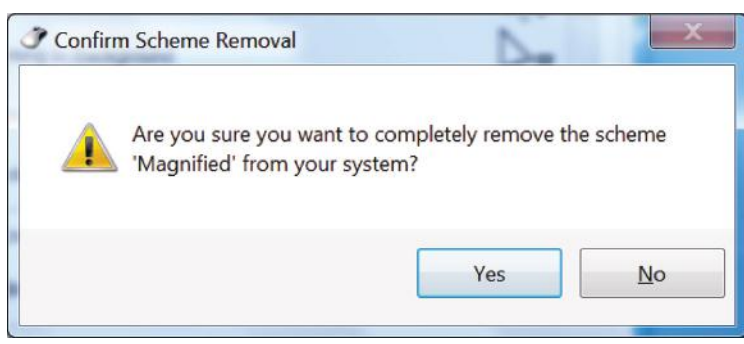 Confirm Scheme Removal
Are you sure you want to completely remove the scheme
'Magnified' from your system?
Yes
No